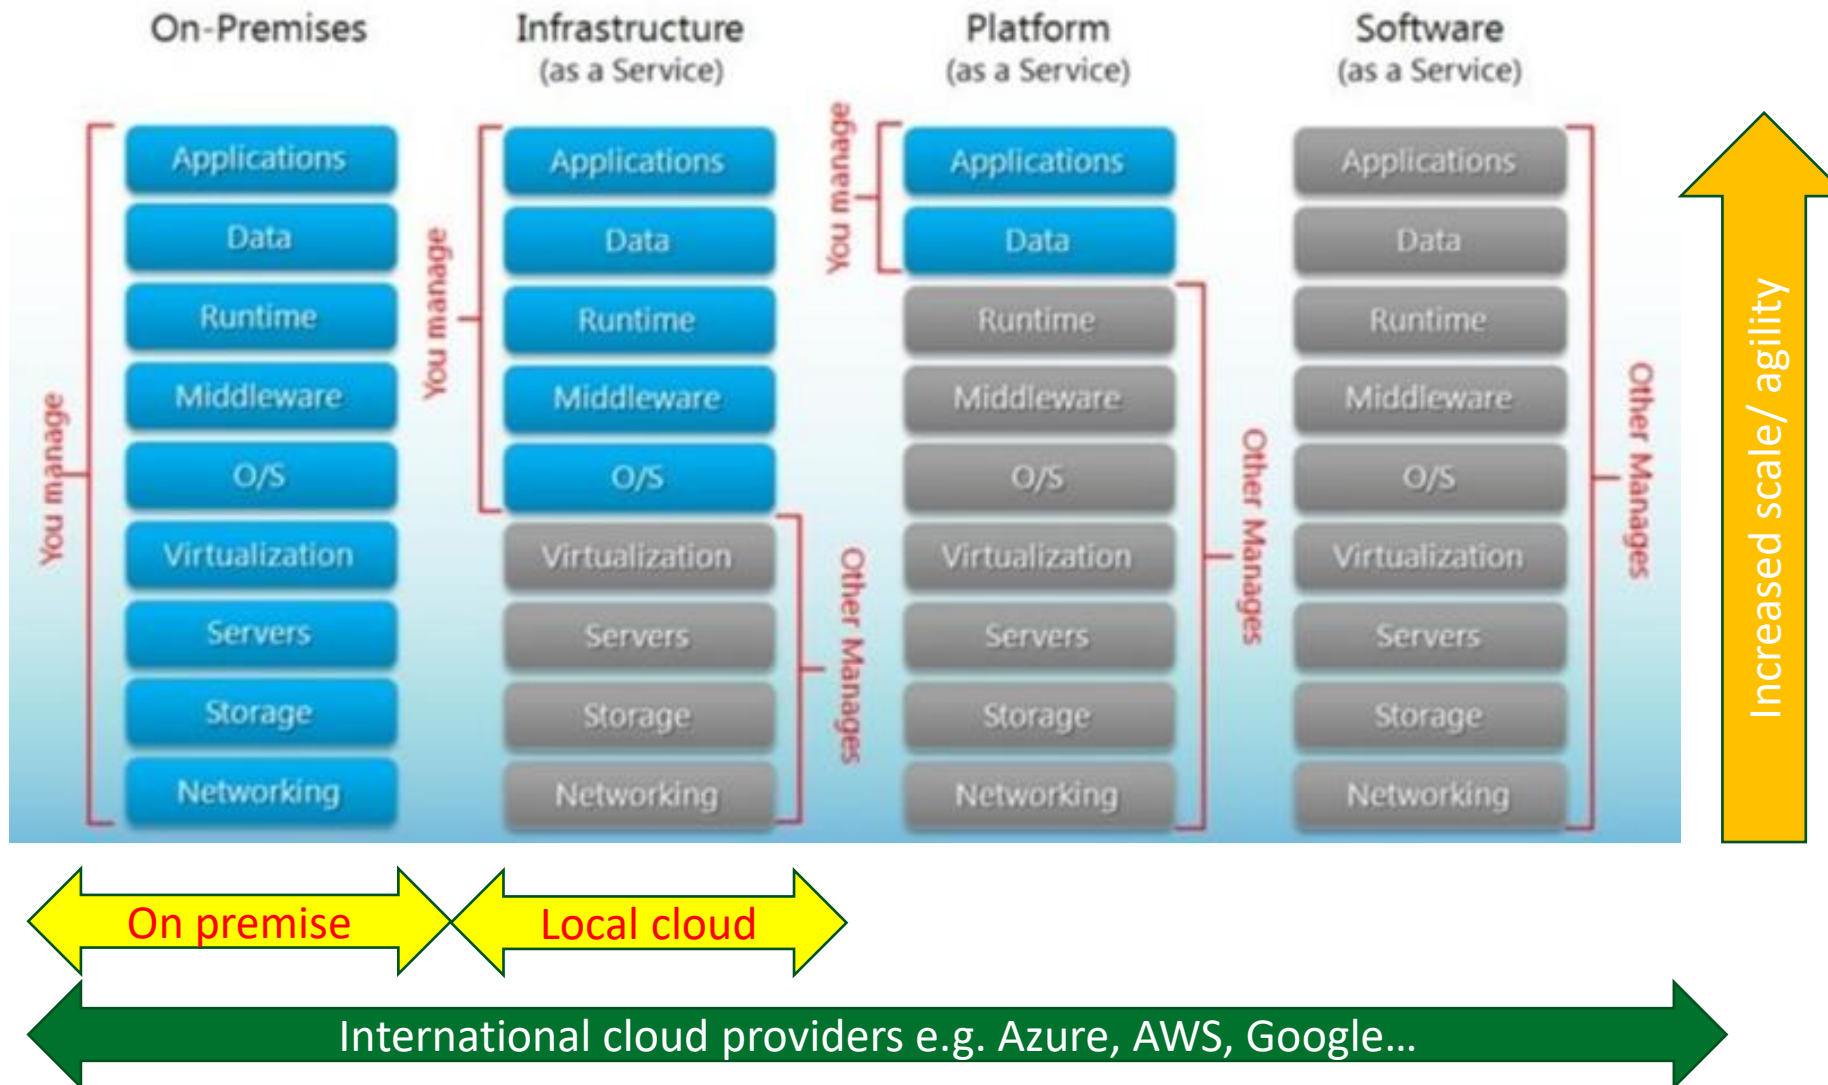 On-Premises
Infrastructure
(as a Service)
Platform
(as a Service)
Software
(as a Service)
You manage
Applications
Data
Runtime
Middleware
O/S
Virtualization
Servers
Storage
Networking
You manage
Applications
Data
Runtime
Middleware
O/S
Virtualization
Servers
Storage
Networking
Other Manages
You manage
Applications
Data
Runtime
Middleware
O/S
Virtualization
Servers
Storage
Networking
Other Manages
Applications
Data
Runtime
Middleware
O/S
Virtualization
Servers
Storage
Networking
Other Manages
Increased scale/ agility
On premise
Local cloud
International cloud providers e.g. Azure, AWS, Google...